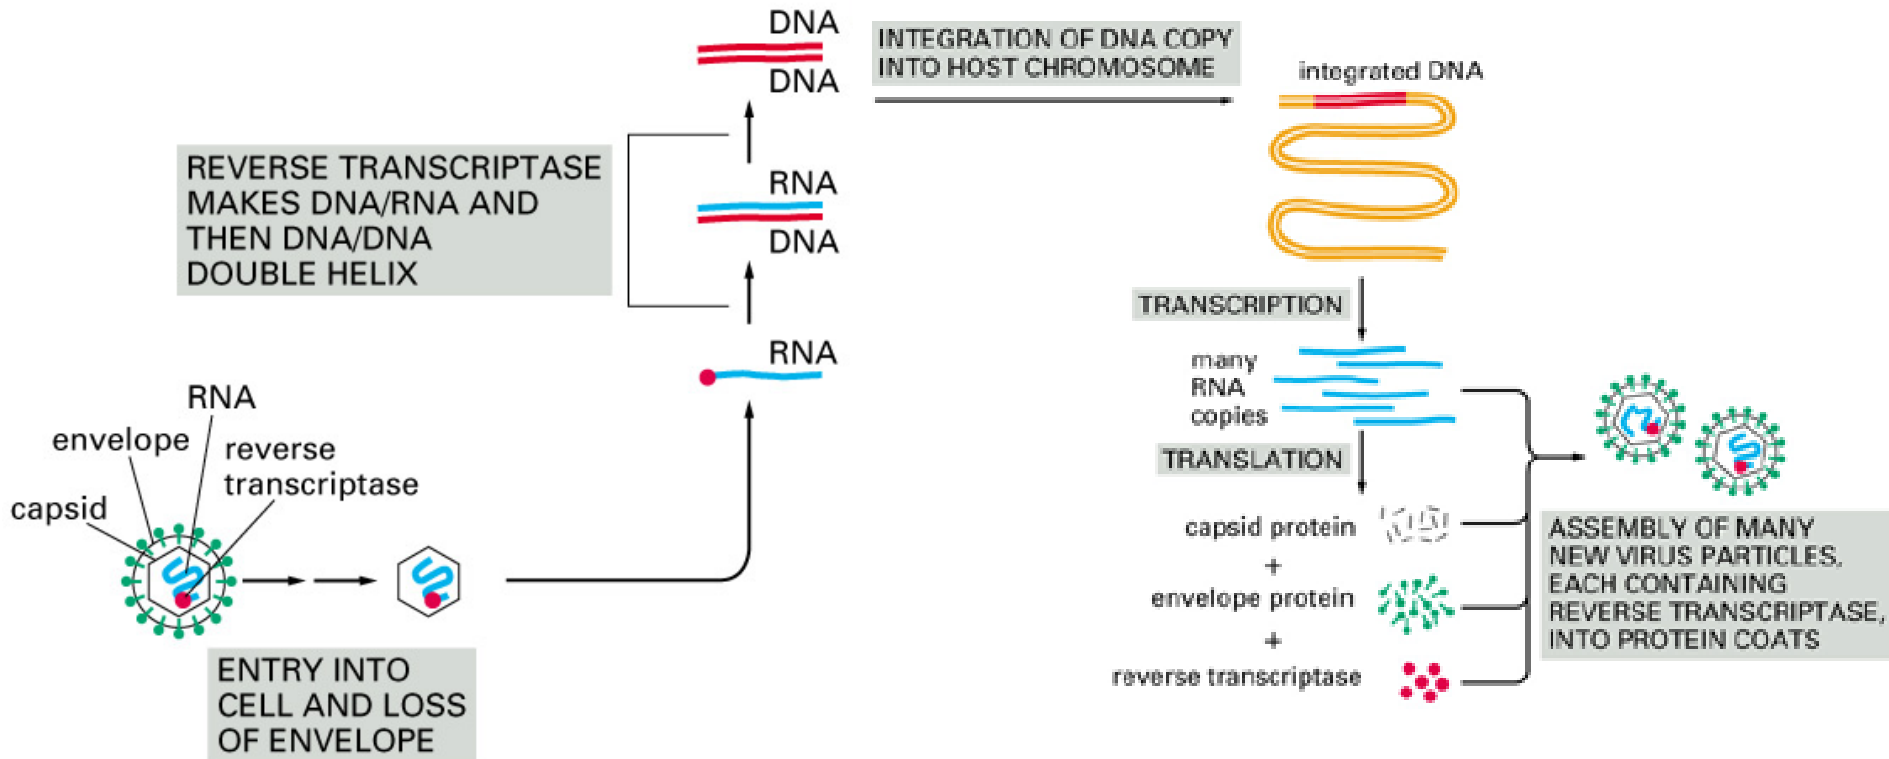 DNA
DNA
INTEGRATION OF DNA COPY
INTO HOST CHROMOSOME
integrated DNA
REVERSE TRANSCRIPTASE
MAKES DNA/RNA AND
THEN DNA/DNA
DOUBLE HELIX
RNA
DNA
RNA
TRANSCRIPTION
many
RNA
copies
TRANSLATION
RNA
envelope
reverse
transcriptase
capsid
ENTRY INTO
CELL AND LOSS
OF ENVELOPE
capsid protein
+
envelope protein
+
reverse transcriptase
ASSEMBLY OF MANY
NEW VIRUS PARTICLES,
EACH CONTAINING
REVERSE TRANSCRIPTASE,
INTO PROTEIN COATS